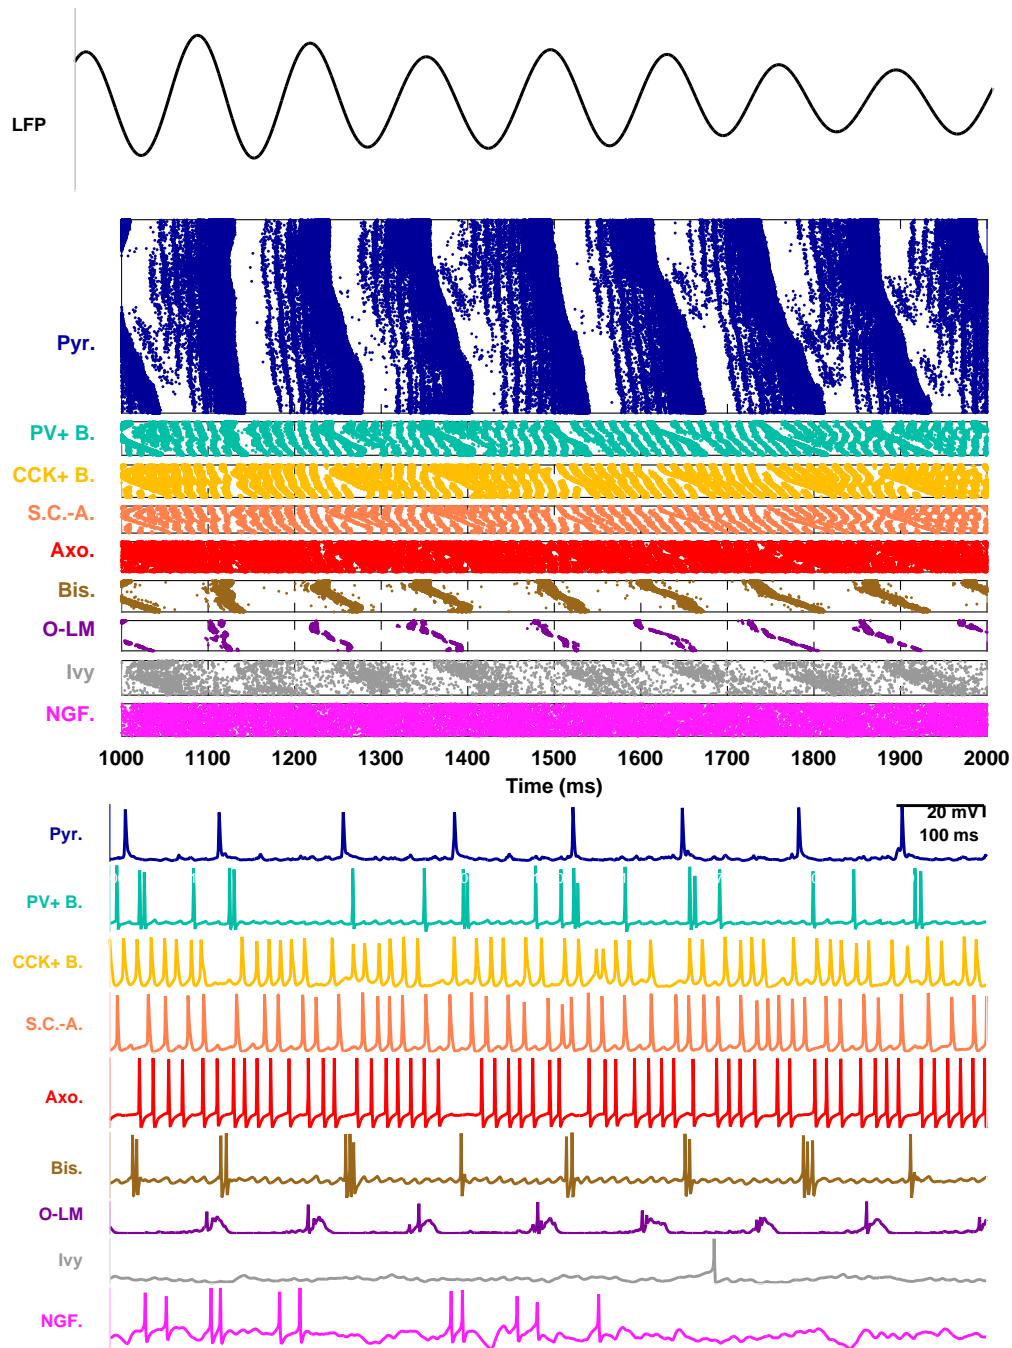 LFP
Pyr.
PV+ B.
CCK+ B.
S.C.-A.
Axo.
Bis.
O-LM
Ivy
NGF.
1000 1100 1200 1300 1400 1500 1600 1700 1800 1900 2000
Time (ms)
Pyr.
20 mV
100 ms
PV+ B.
CCK+ B.
S.C.-A.
Axo.
Bis.
O-LM
Ivy
NGF.